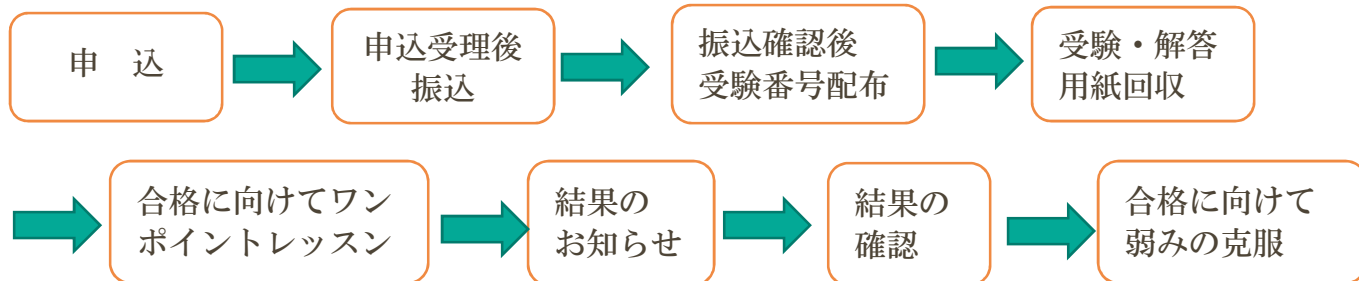 申　込
申込受理後
振込
振込確認後
受験番号配布
受験・解答
用紙回収
合格に向けてワン
ポイントレッスン
結果の
お知らせ
結果の
確認
合格に向けて
弱みの克服